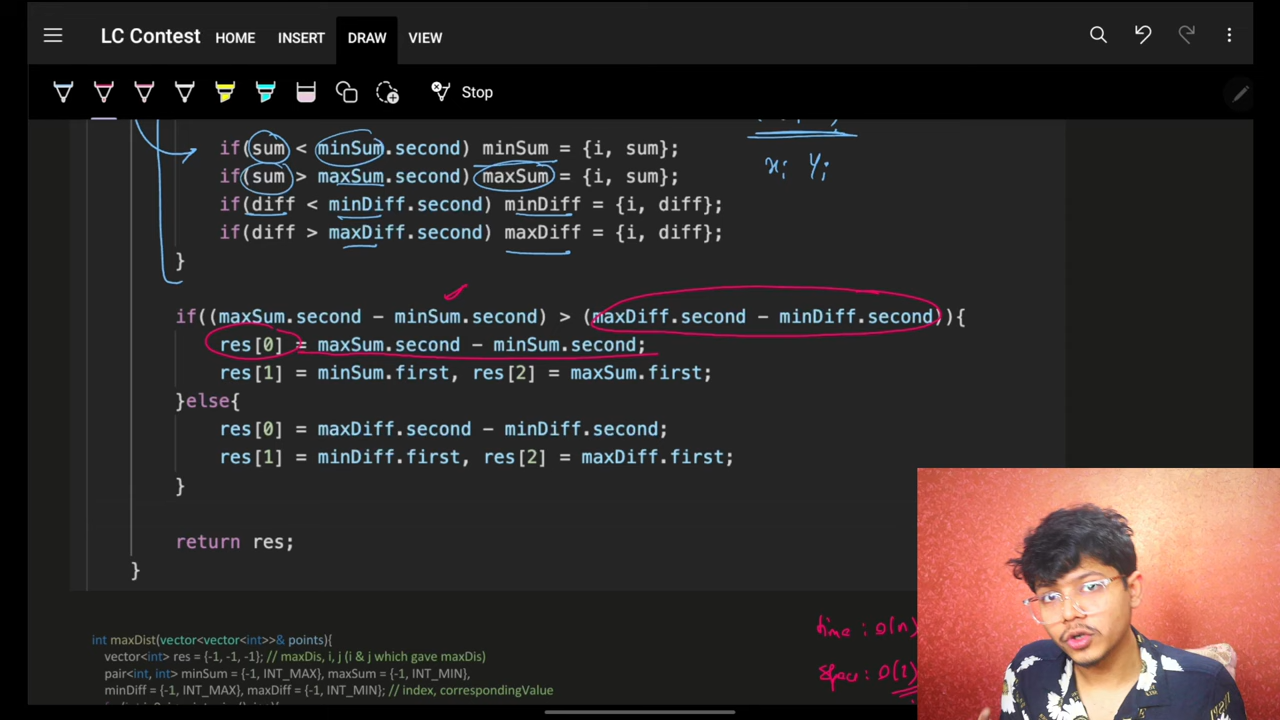 LC Contest HOME INSERT DRAW VIEW
Stop
if(sum < minSum.second) minSum = {i, sum};
if(sum > maxSum.second) maxSum = {i, sum};
if(diff < minDiff.second) minDiff = {i, diff};
if(diff > maxDiff.second) maxDiff = {i, diff};
}
xi yi
if((maxSum.second - minSum.second) > (maxDiff.second - minDiff.second)){
res[0] = maxSum.second - minSum.second;
res[1] = minSum.first, res[2] = maxSum.first;
}else{
res[0] = maxDiff.second - minDiff.second;
res[1] = minDiff.first, res[2] = maxDiff.first;
}
return res;
}
int maxDist(vector<vector<int>>& points){
vector<int> res = {-1, -1, -1}; // maxDis, i, j (i & j which gave maxDis)
pair<int, int> minSum = {-1, INT_MAX}, maxSum = {-1, INT_MIN},
minDiff = {-1, INT_MAX}, maxDiff = {-1, INT_MIN}; // index, correspondingValue
time : O(n)
space : O(1)